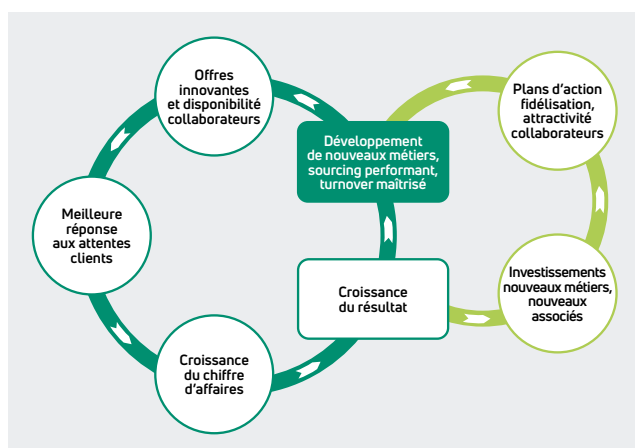 Offres
innovantes
et disponibilité
collaborateurs
Plans d'action
fidélisation,
attractivité
collaborateurs
Développement
de nouveaux métiers,
sourcing performant,
turnover maîtrisé
Meilleure
réponse
aux attentes
clients
Investissements
nouveaux métiers,
nouveaux
associés
Croissance
du résultat
Croissance
du chiffre
d'affaires